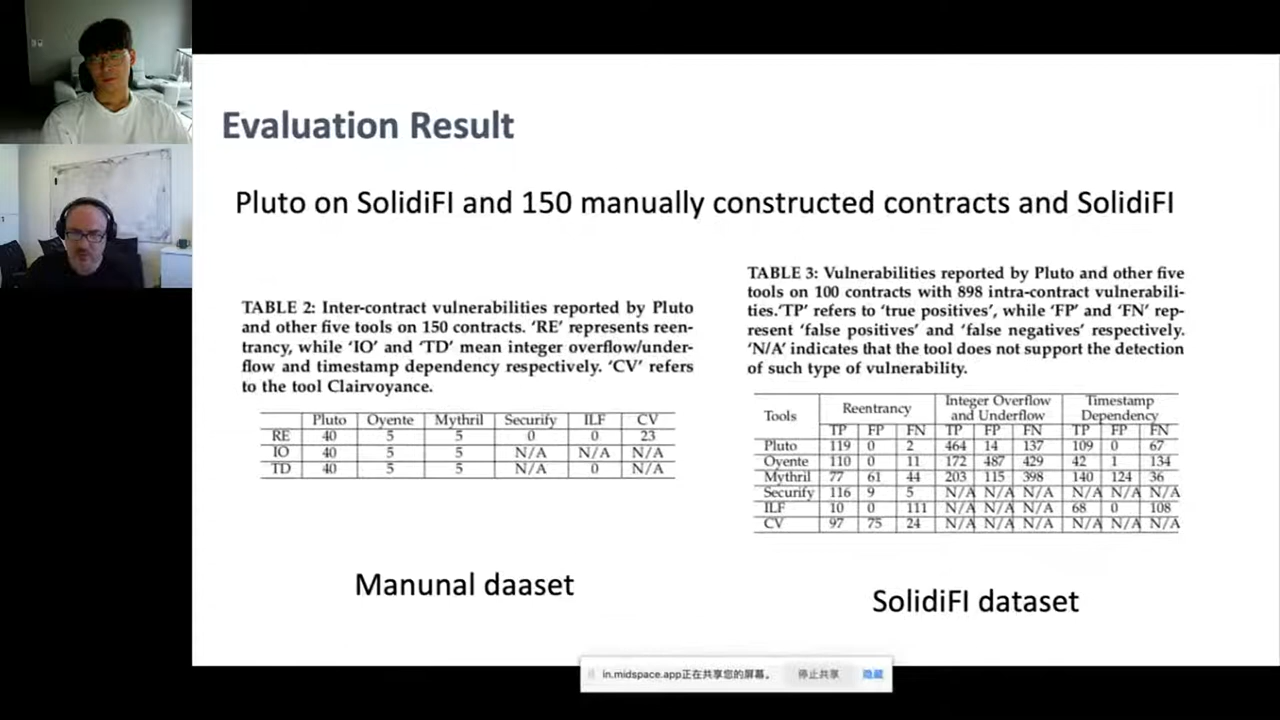 Evaluation Result
Pluto on SolidiFI and 150 manually constructed contracts and SolidiFI
TABLE 2: Inter-contract vulnerabilities reported by Pluto
and other five tools on 150 contracts. 'RE' represents reen-
trancy, while 'IO' and 'TD' mean integer overflow/under-
flow and timestamp dependency respectively. 'CV' refers
to the tool Clairvoyance.
Pluto Oyente Mythril Securify ILF CV
RE 40 5 5 0 0 23
IO 40 5 5 N/A N/A N/A
TD 40 5 5 N/A 0 N/A
Manunal daaset
TABLE 3: Vulnerabilities reported by Pluto and other five
tools on 100 contracts with 898 intra-contract vulnerabili-
ties.'TP' refers to 'true positives', while 'FP' and 'FN' rep-
resent 'false positives' and 'false negatives' respectively.
'N/A' indicates that the tool does not support the detection
of such type of vulnerability.
Tools Reentrancy Integer Overflow and Underflow Timestamp Dependency
TP FP FN TP FP FN TP FP FN
Pluto 119 0 2 464 14 137 109 0 67
Oyente 110 0 11 172 487 429 42 1 134
Mythril 77 61 44 203 115 398 140 124 36
Securify 116 9 5 N/A N/A N/A N/A N/A N/A
ILF 10 0 111 N/A N/A N/A 68 0 108
CV 97 75 24 N/A N/A N/A N/A N/A N/A
SolidiFI dataset
in.midspace.app正在共享您的屏幕。 停止共享 隐藏